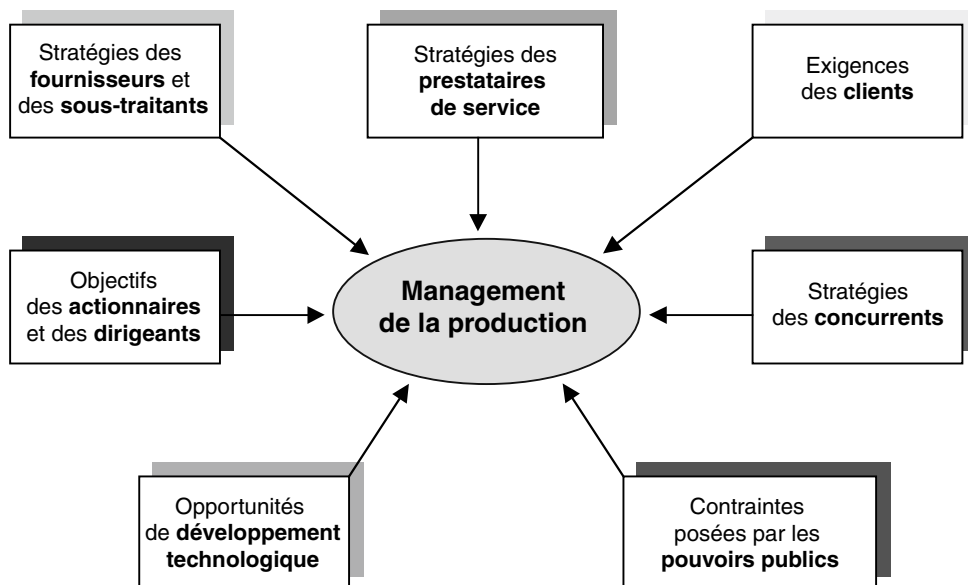 Stratégies des
fournisseurs et
des sous-traitants
Stratégies des
prestataires
de service
Exigences
des clients
Objectifs
des actionnaires
et des dirigeants
Management
de la production
Stratégies
des concurrents
Opportunités
de développement
technologique
Contraintes
posées par les
pouvoirs publics